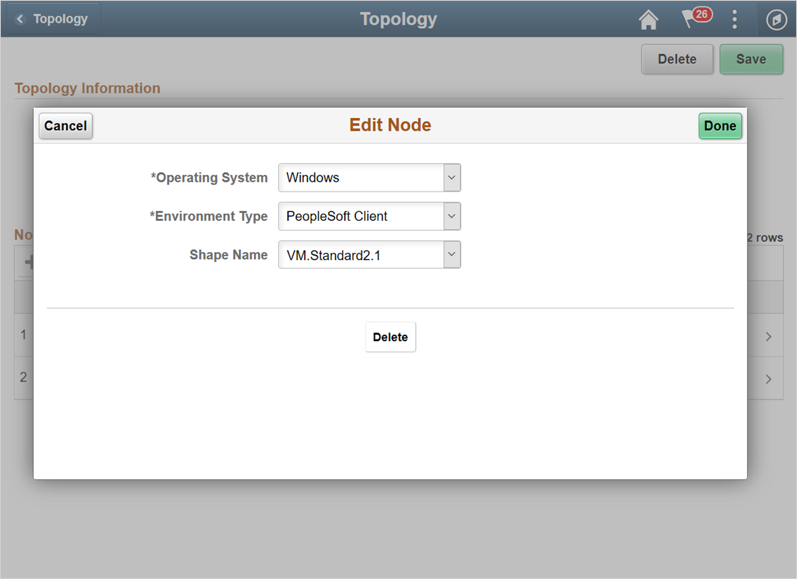 Topology
Topology
26
Delete
Save
Topology Information
Cancel
Edit Node
Done
*Operating System
Windows
*Environment Type
PeopleSoft Client
Shape Name
VM.Standard2.1
No
2 rows
Delete
1
2